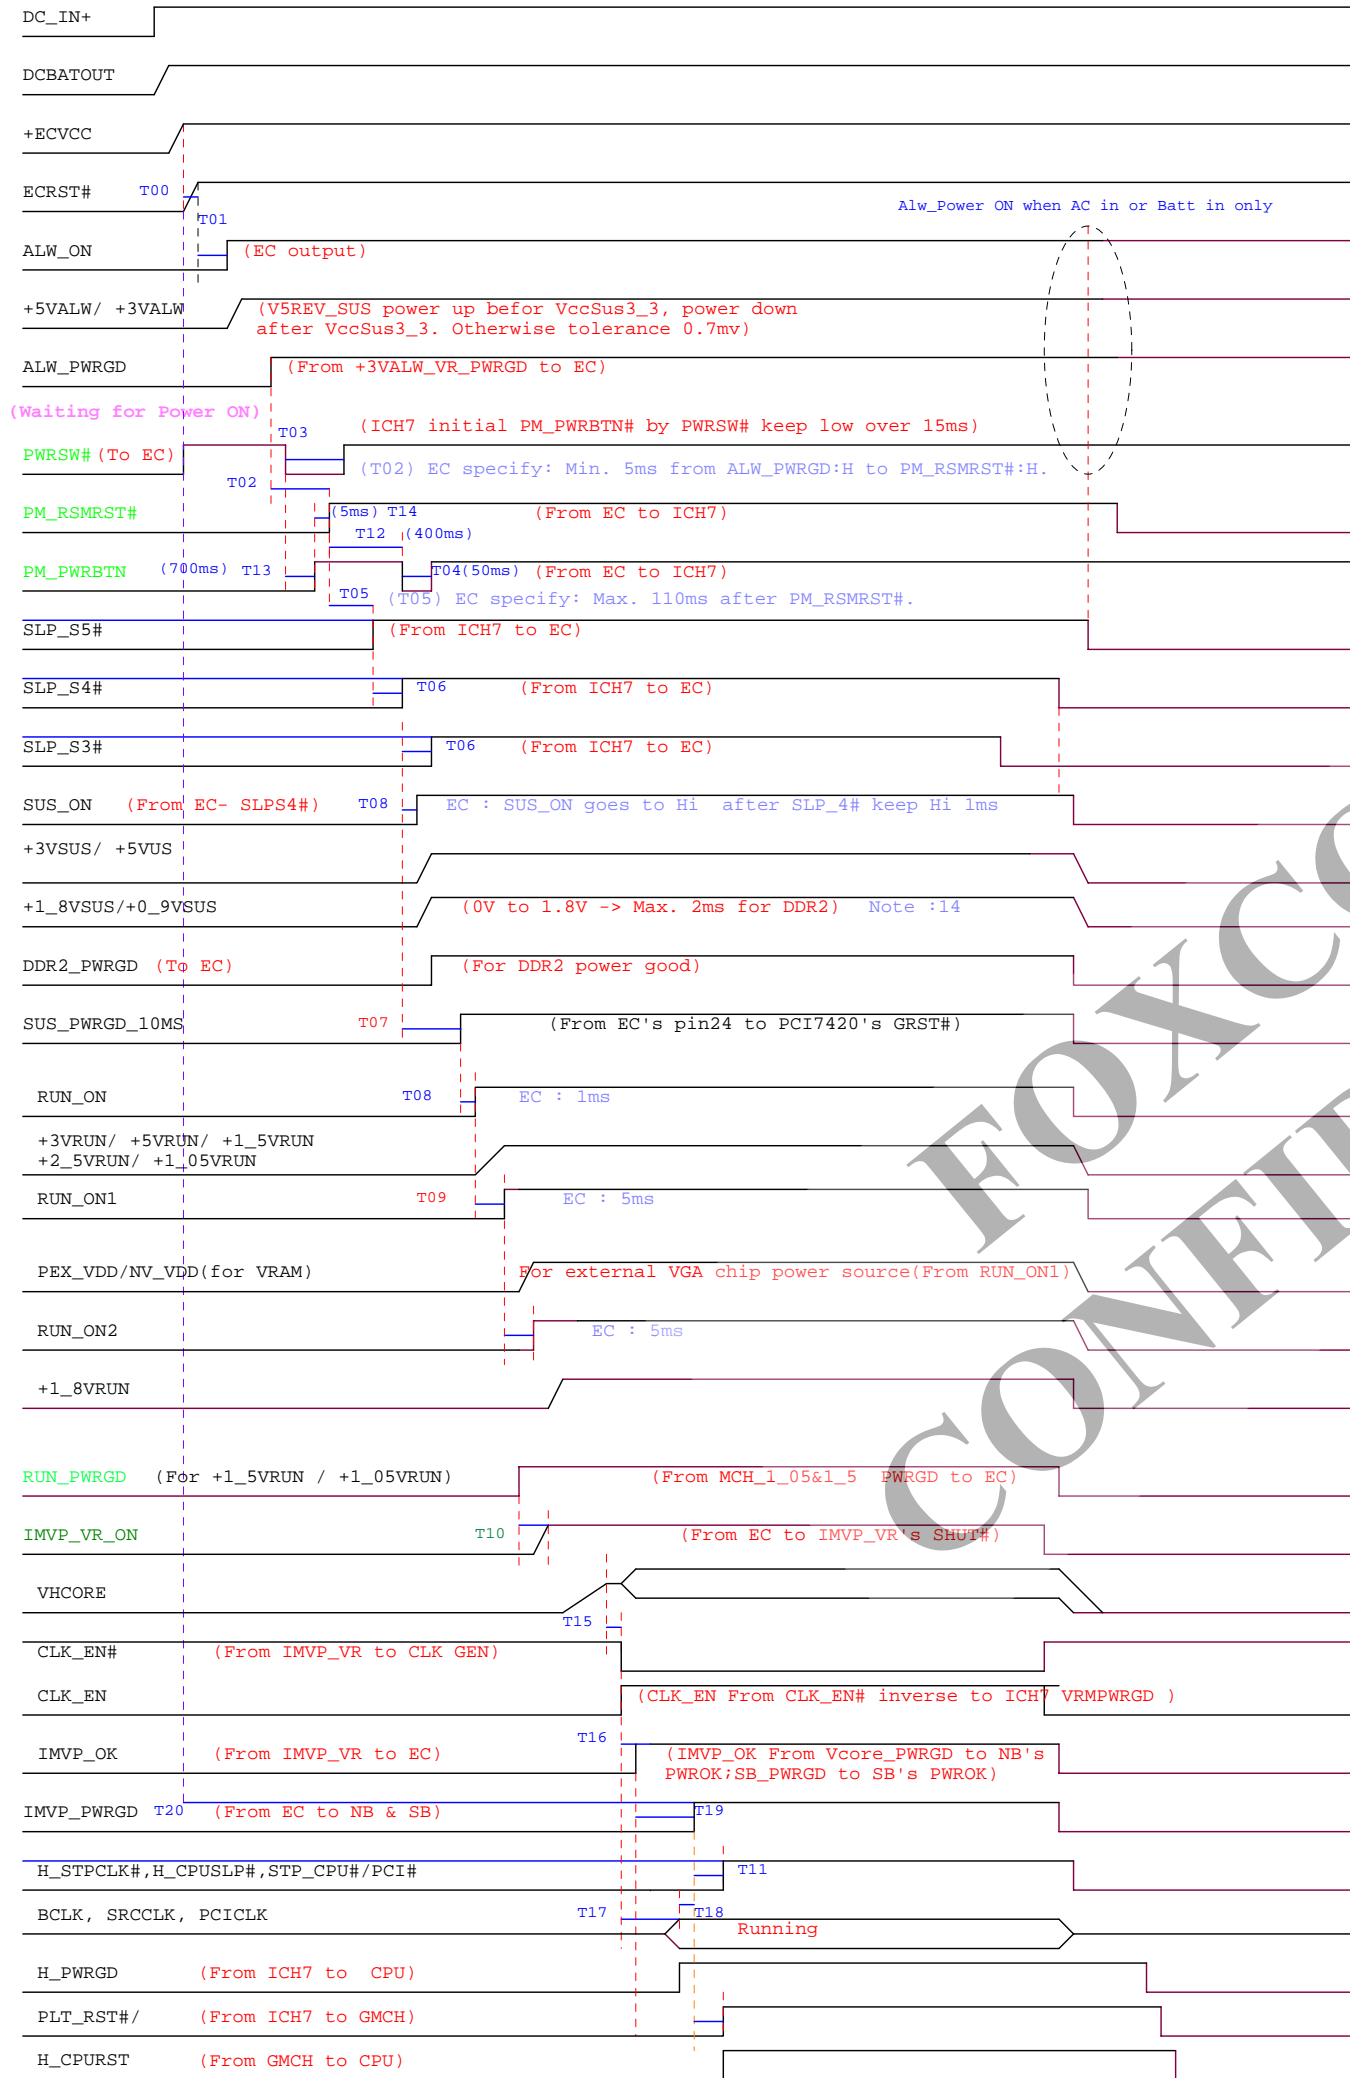 DC_IN+
DCBATOUT
+ECVCC
ECRST# T00
T01
Alw_Power ON when AC in or Batt in only
ALW_ON (EC output)
+5VALW/ +3VALW (V5REV_SUS power up befor VccSus3_3, power down
after VccSus3_3. Otherwise tolerance 0.7mv)
ALW_PWRGD (From +3VALW_VR_PWRGD to EC)
(Waiting for Power ON)
T03 (ICH7 initial PM_PWRBTN# by PWRSW# keep low over 15ms)
PWRSW# (To EC)
(T02) EC specify: Min. 5ms from ALW_PWRGD:H to PM_RSMRST#:H.
T02
PM_RSMRST# (5ms) T14 (From EC to ICH7)
T12 (400ms)
PM_PWRBTN (700ms) T13 T04(50ms) (From EC to ICH7)
T05 (T05) EC specify: Max. 110ms after PM_RSMRST#.
SLP_S5# (From ICH7 to EC)
SLP_S4# T06 (From ICH7 to EC)
SLP_S3# T06 (From ICH7 to EC)
SUS_ON (From EC- SLPS4#) T08 EC : SUS_ON goes to Hi after SLP_4# keep Hi 1ms
+3VSUS/ +5VUS
+1_8VSUS/+0_9VSUS (0V to 1.8V -> Max. 2ms for DDR2) Note :14
DDR2_PWRGD (To EC) (For DDR2 power good)
SUS_PWRGD_10MS T07 (From EC's pin24 to PCI7420's GRST#)
RUN_ON T08 EC : 1ms
+3VRUN/ +5VRUN/ +1_5VRUN
+2_5VRUN/ +1_05VRUN
RUN_ON1 T09 EC : 5ms
PEX_VDD/NV_VDD(for VRAM) For external VGA chip power source(From RUN_ON1)
RUN_ON2 EC : 5ms
+1_8VRUN
RUN_PWRGD (For +1_5VRUN / +1_05VRUN) (From MCH_1_05&1_5 PWRGD to EC)
IMVP_VR_ON T10 (From EC to IMVP_VR's SHUT#)
VHCORE
T15
CLK_EN# (From IMVP_VR to CLK GEN)
CLK_EN (CLK_EN From CLK_EN# inverse to ICH7 VRMPWRGD )
T16
IMVP_OK (From IMVP_VR to EC) (IMVP_OK From Vcore_PWRGD to NB's
PWROK;SB_PWRGD to SB's PWROK)
IMVP_PWRGD T20 (From EC to NB & SB) T19
H_STPCLK#,H_CPUSLP#,STP_CPU#/PCI# T11
BCLK, SRCCLK, PCICLK T17 T18
Running
H_PWRGD (From ICH7 to CPU)
PLT_RST#/ (From ICH7 to GMCH)
H_CPURST (From GMCH to CPU)